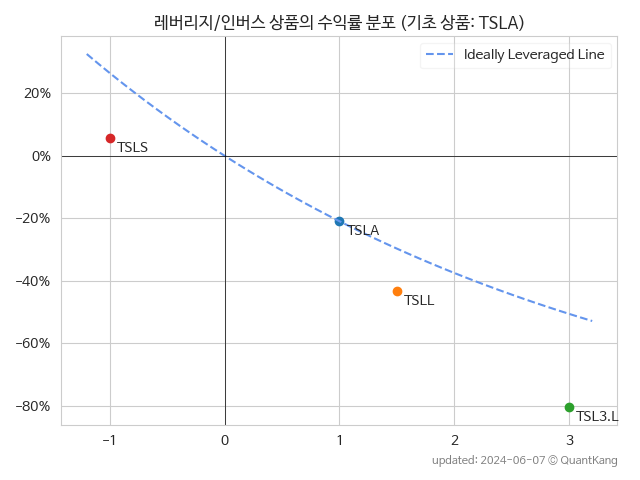 레버리지/인버스 상품의 수익률 분포 (기초 상품: TSLA)
Ideally Leveraged Line
20%
0%
−20%
−40%
−60%
−80%
TSLS
TSLA
TSLL
TSL3.L
−1
0
1
2
3
updated: 2024-06-07 © QuantKang